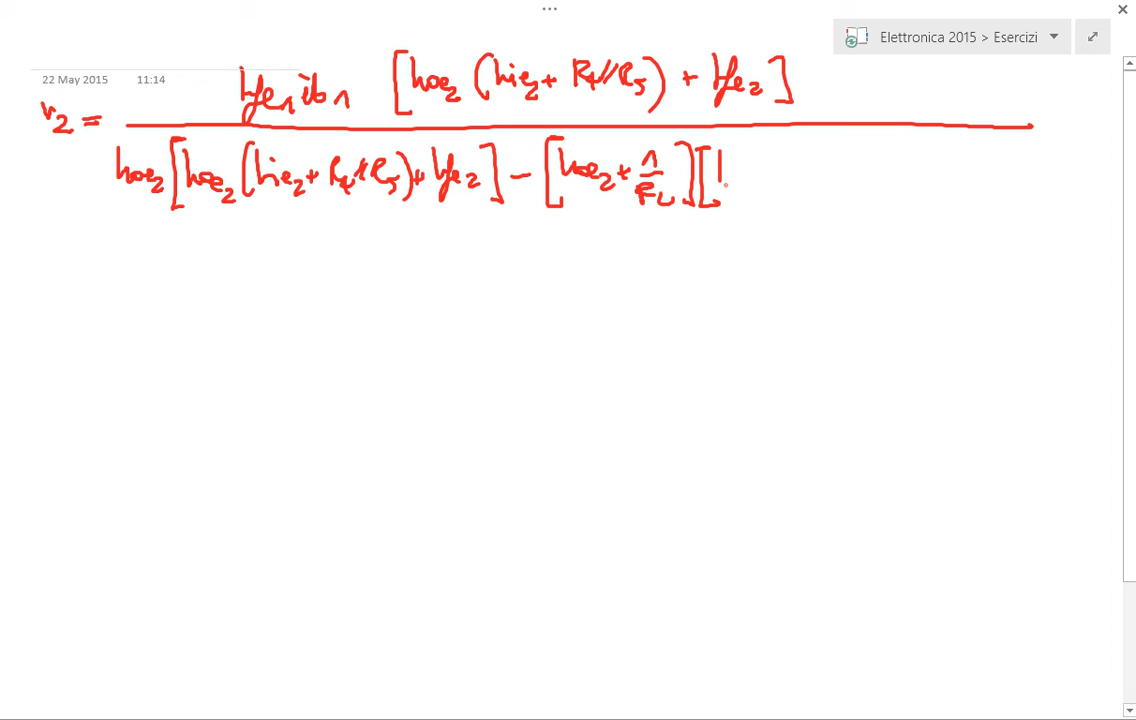 Elettronica 2015 > Esercizi
22 May 2015 11:14
v2 = hfe1 ib1 [hoe2 (hie2 + R4//R5) + hfe2]
hoe2 [hoe2 (hie2 + R4//R5) + hfe2] - [hoe2 + 1/RL] [